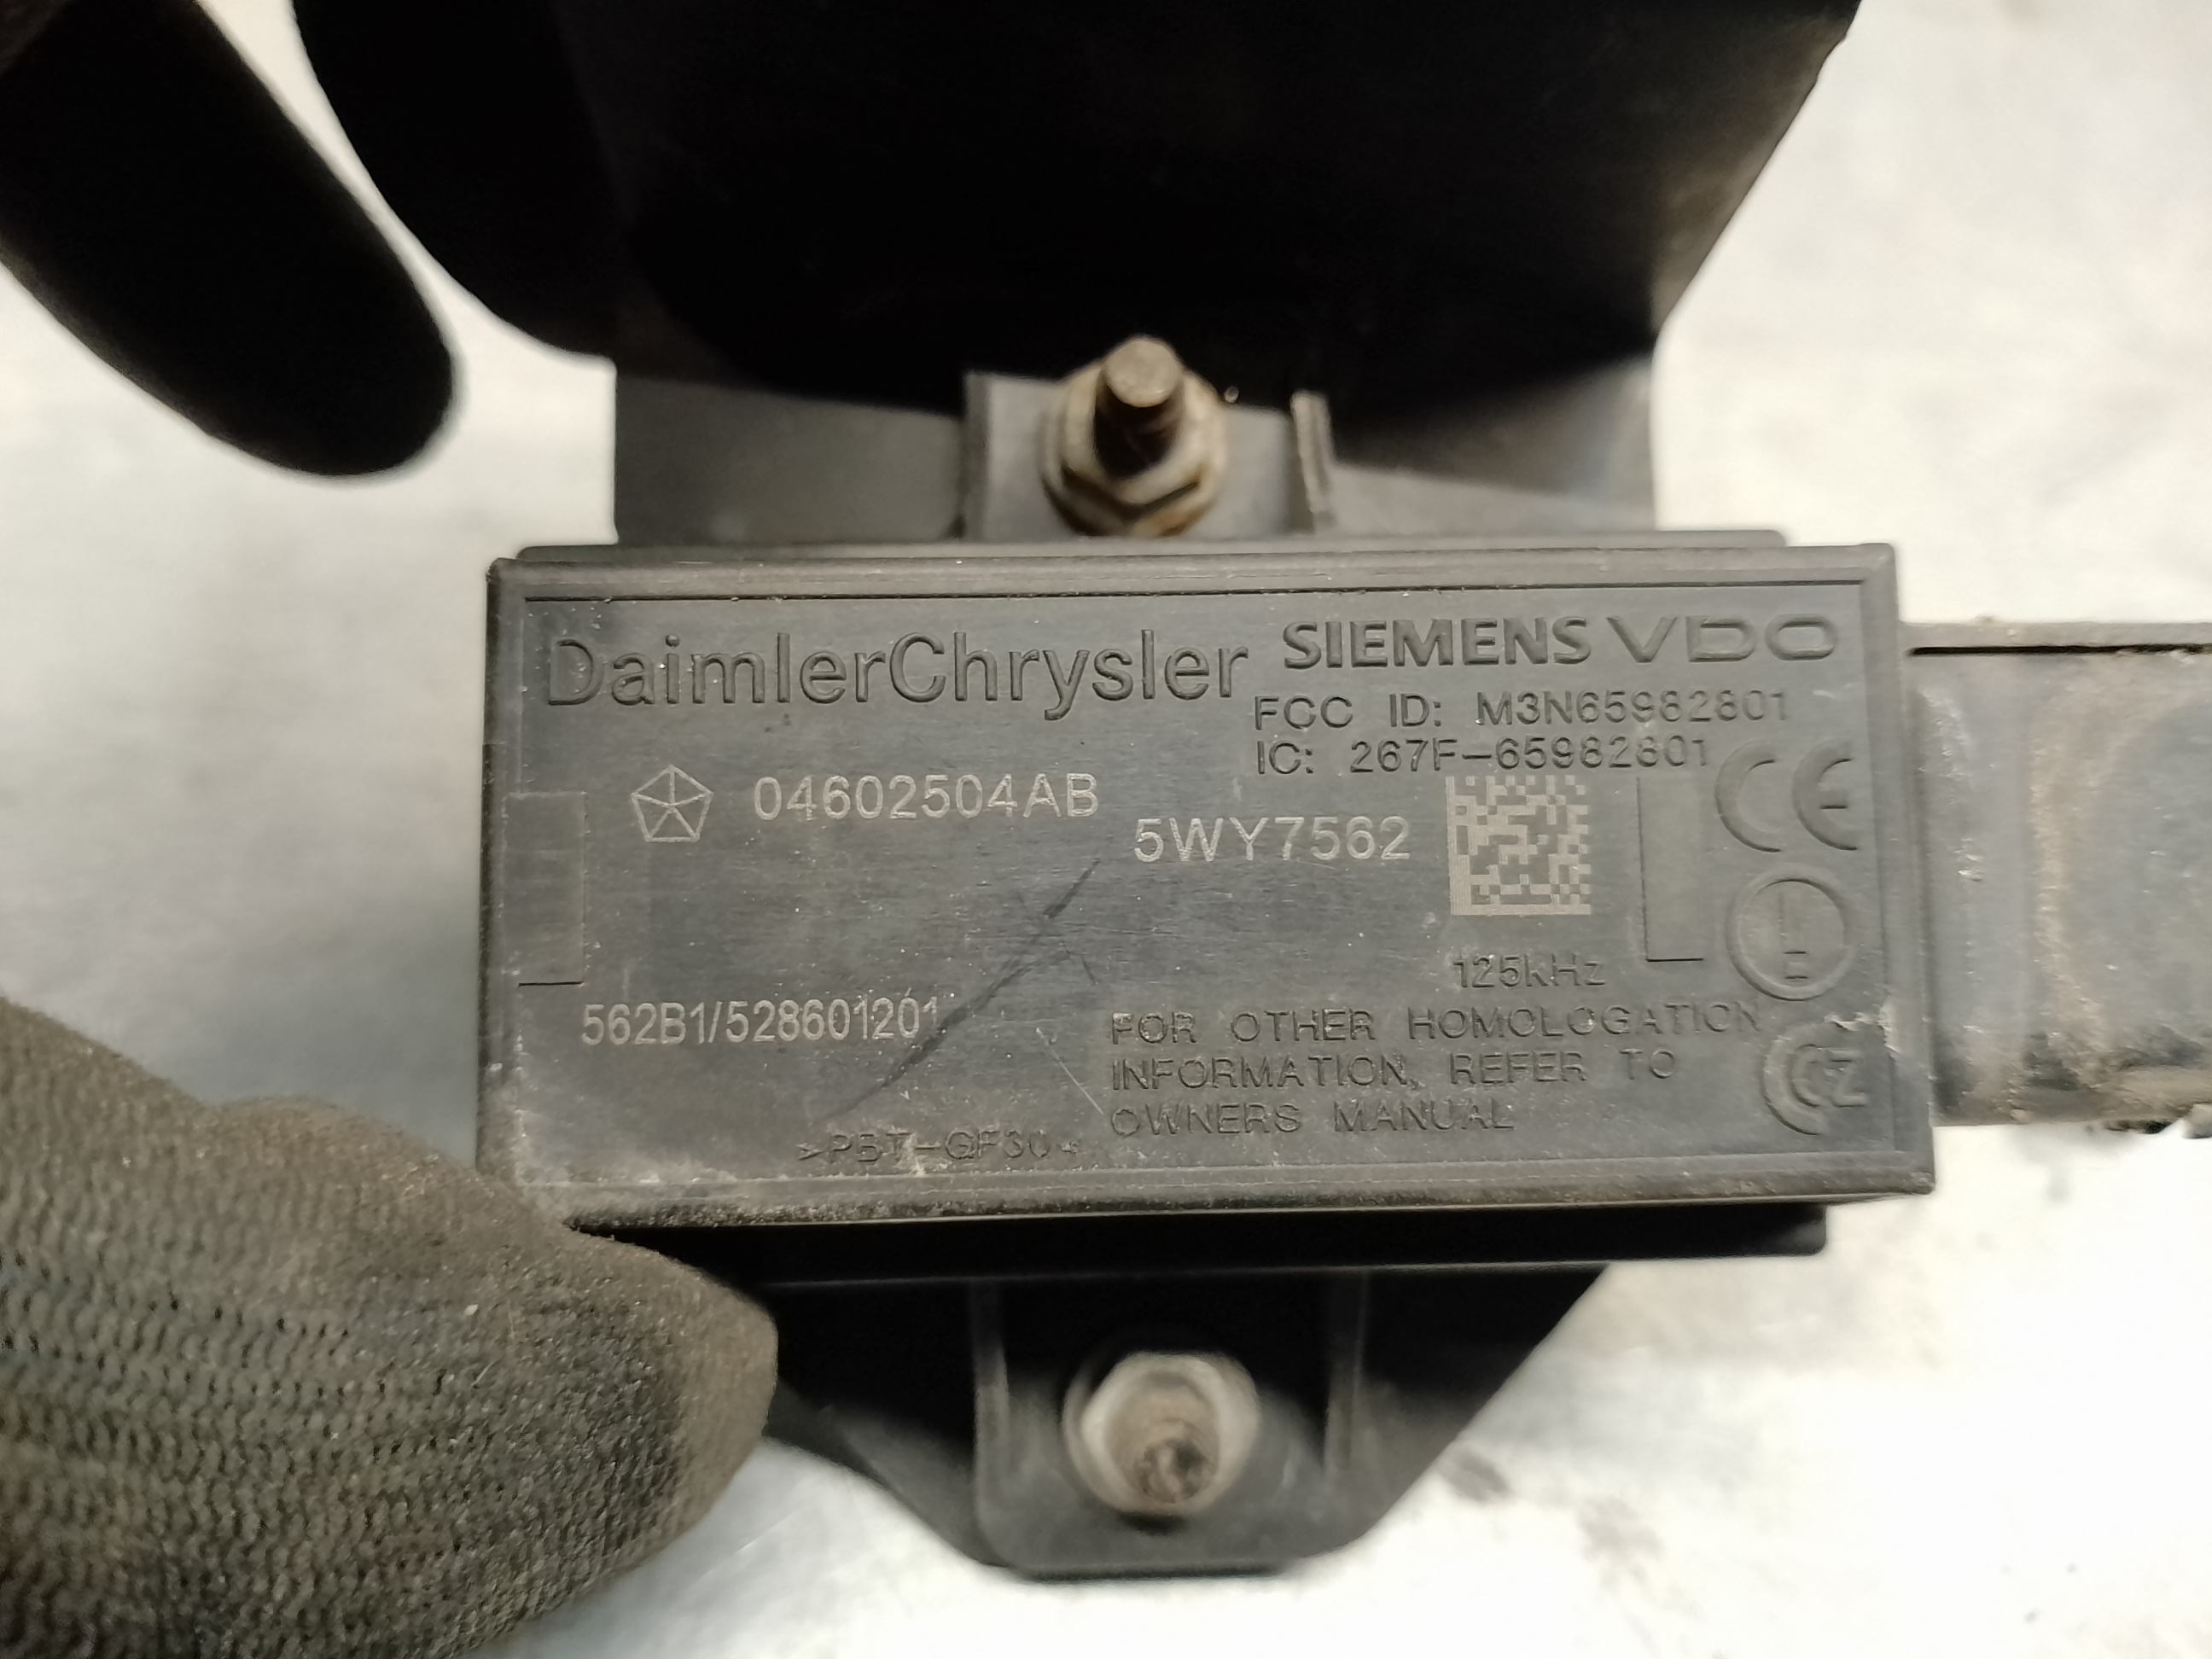 DaimlerChrysler
SIEMENS VDO
FCC ID: M3N65982801
IC: 267F-65982801
04602504AB
5WY7562
CE
125kHz
562B1/528601201
FOR OTHER HOMOLOGATION
INFORMATION, REFER TO
OWNERS MANUAL
>PBT-GF30<